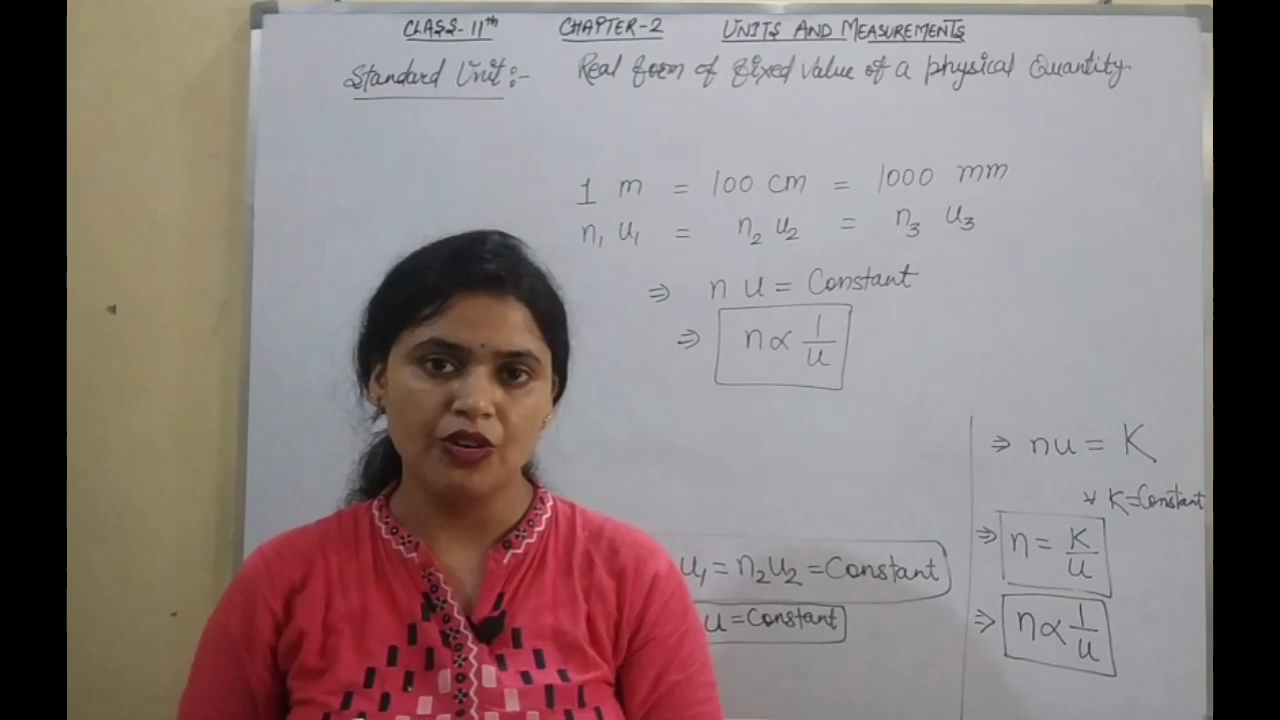 CLASS-11th CHAPTER-2 UNITS AND MEASUREMENTS
Standard Unit:- Real form of fixed value of a physical Quantity.
1 m = 100 cm = 1000 mm
n₁ u₁ = n₂ u₂ = n₃ u₃
⇒ n u = Constant
⇒ n ∝ 1/u
u₁ = n₂u₂ = Constant
u = Constant
⇒ nu = K
K=Constant
⇒ n = K/u
⇒ n ∝ 1/u